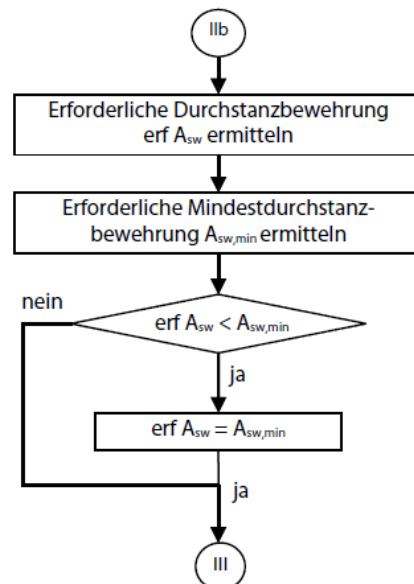 IIb
Erforderliche Durchstanzbewehrung
erf Asw ermitteln
Erforderliche Mindestdurchstanz-
bewehrung Asw,min ermitteln
nein
erf Asw < Asw,min
ja
erf Asw = Asw,min
ja
III